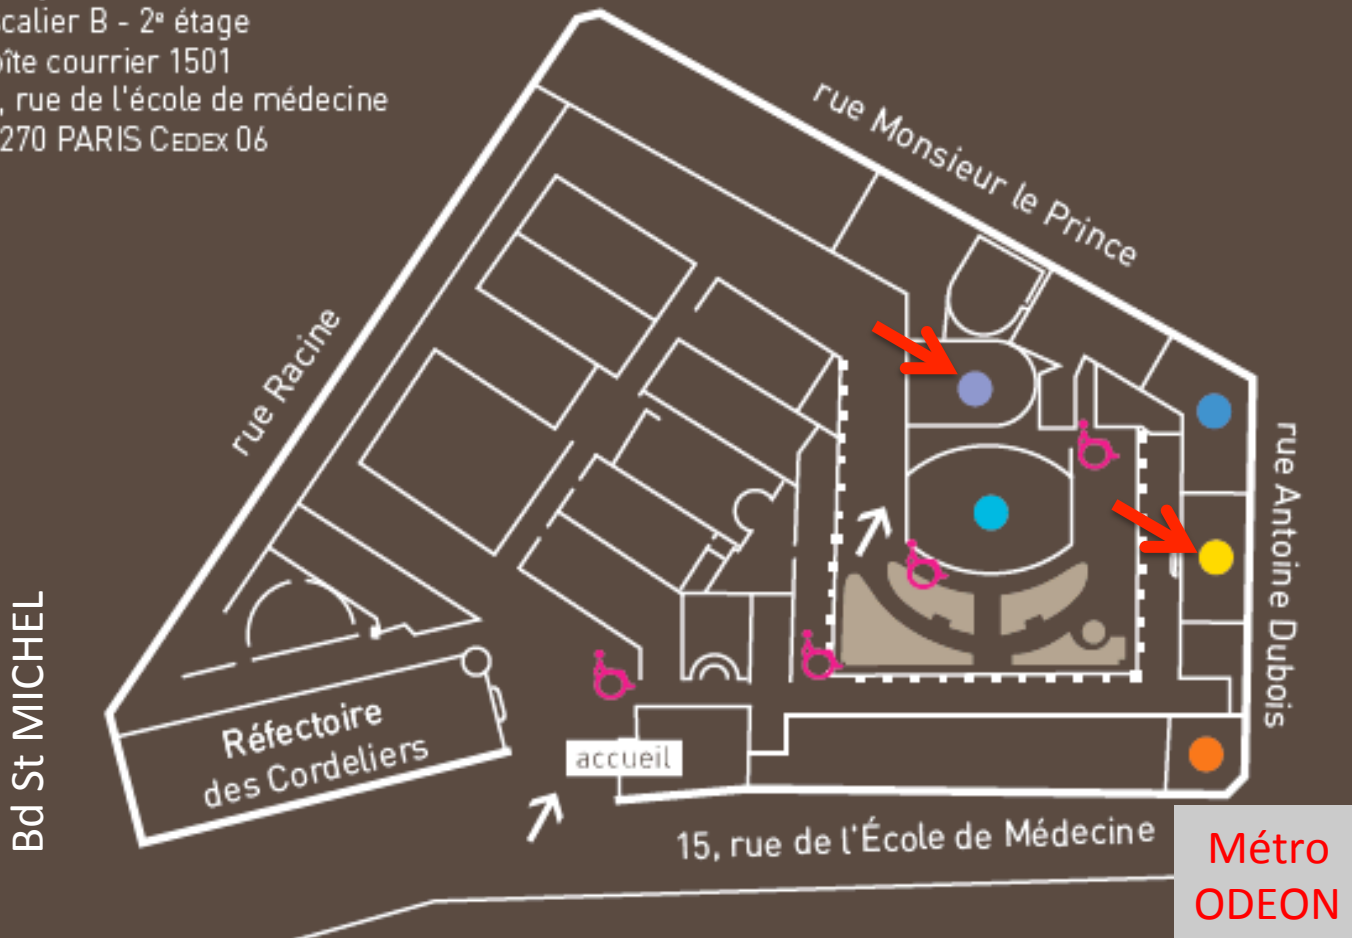 calier B - 2ᵉ étage
oîte courrier 1501
, rue de l'école de médecine
270 PARIS CEDEX 06
rue Monsieur le Prince
rue Racine
rue Antoine Dubois
Bd St MICHEL
Réfectoire
des Cordeliers
accueil
15, rue de l'École de Médecine
Métro
ODEON